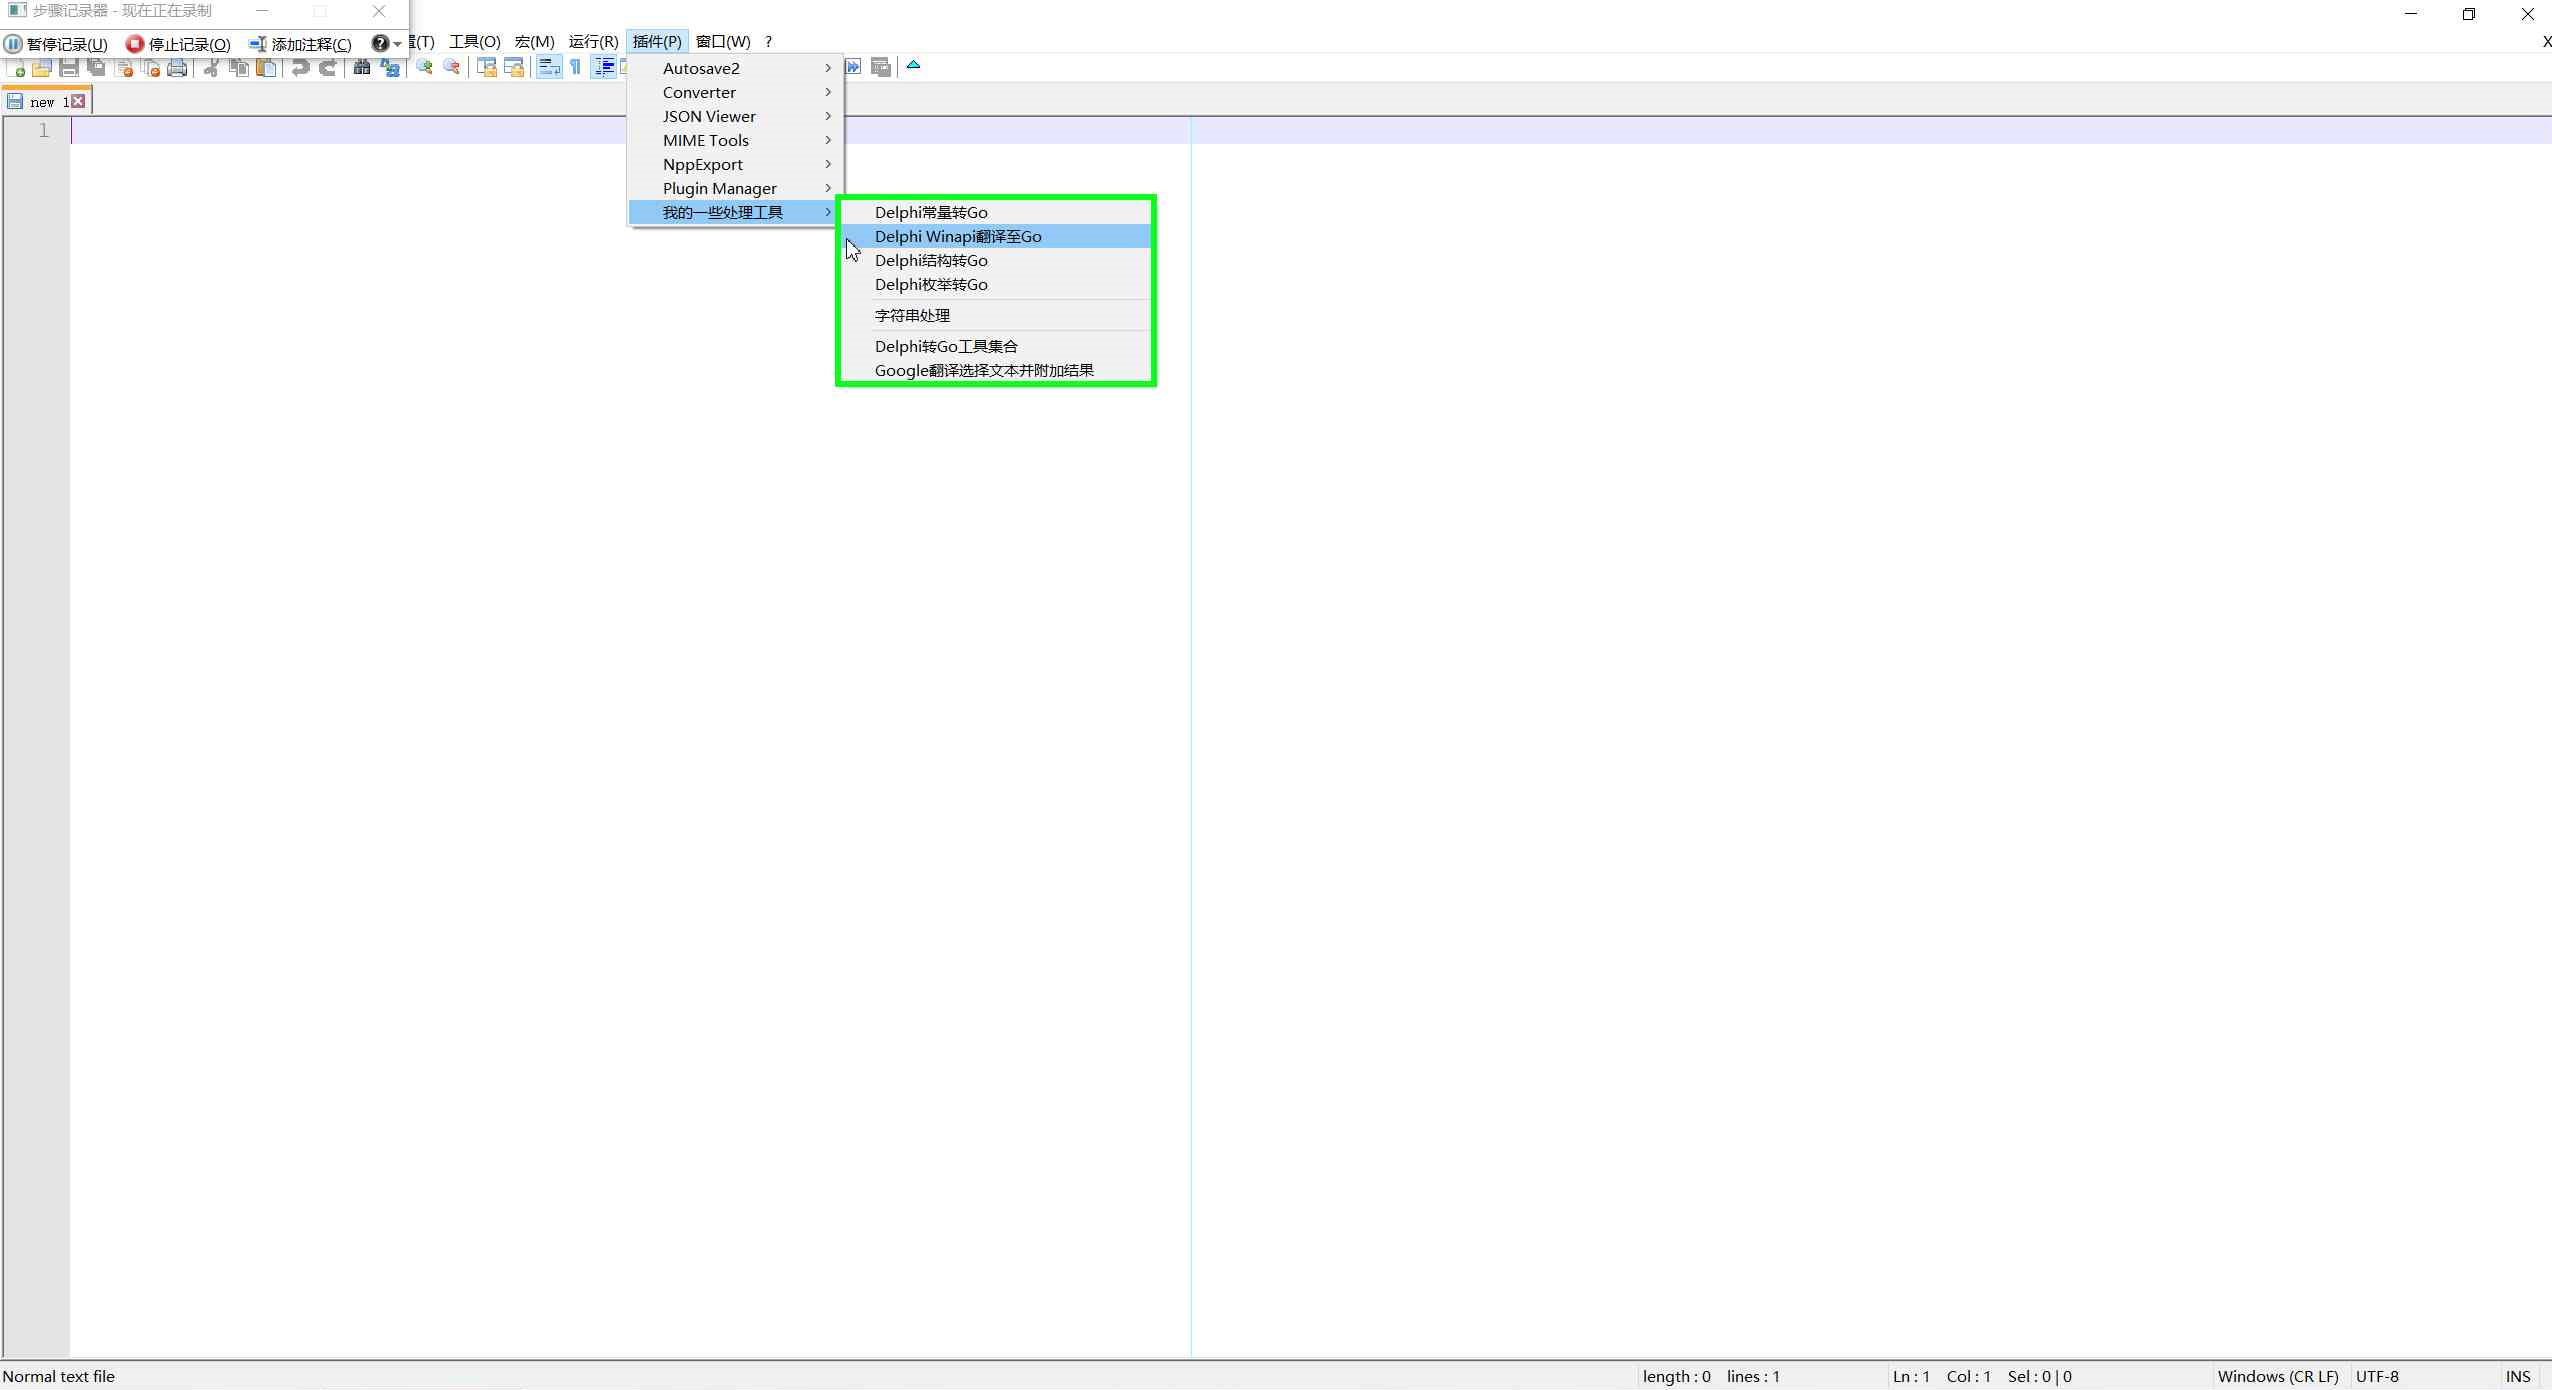 步骤记录器 - 现在正在录制
暂停记录(U) 停止记录(O) 添加注释(C)
置(T) 工具(O) 宏(M) 运行(R) 插件(P) 窗口(W) ?
X
new 1
1
Autosave2
Converter
JSON Viewer
MIME Tools
NppExport
Plugin Manager
我的一些处理工具
Delphi常量转Go
Delphi Winapi翻译至Go
Delphi结构转Go
Delphi枚举转Go
字符串处理
Delphi转Go工具集合
Google翻译选择文本并附加结果
Normal text file length : 0 lines : 1 Ln : 1 Col : 1 Sel : 0 | 0 Windows (CR LF) UTF-8 INS